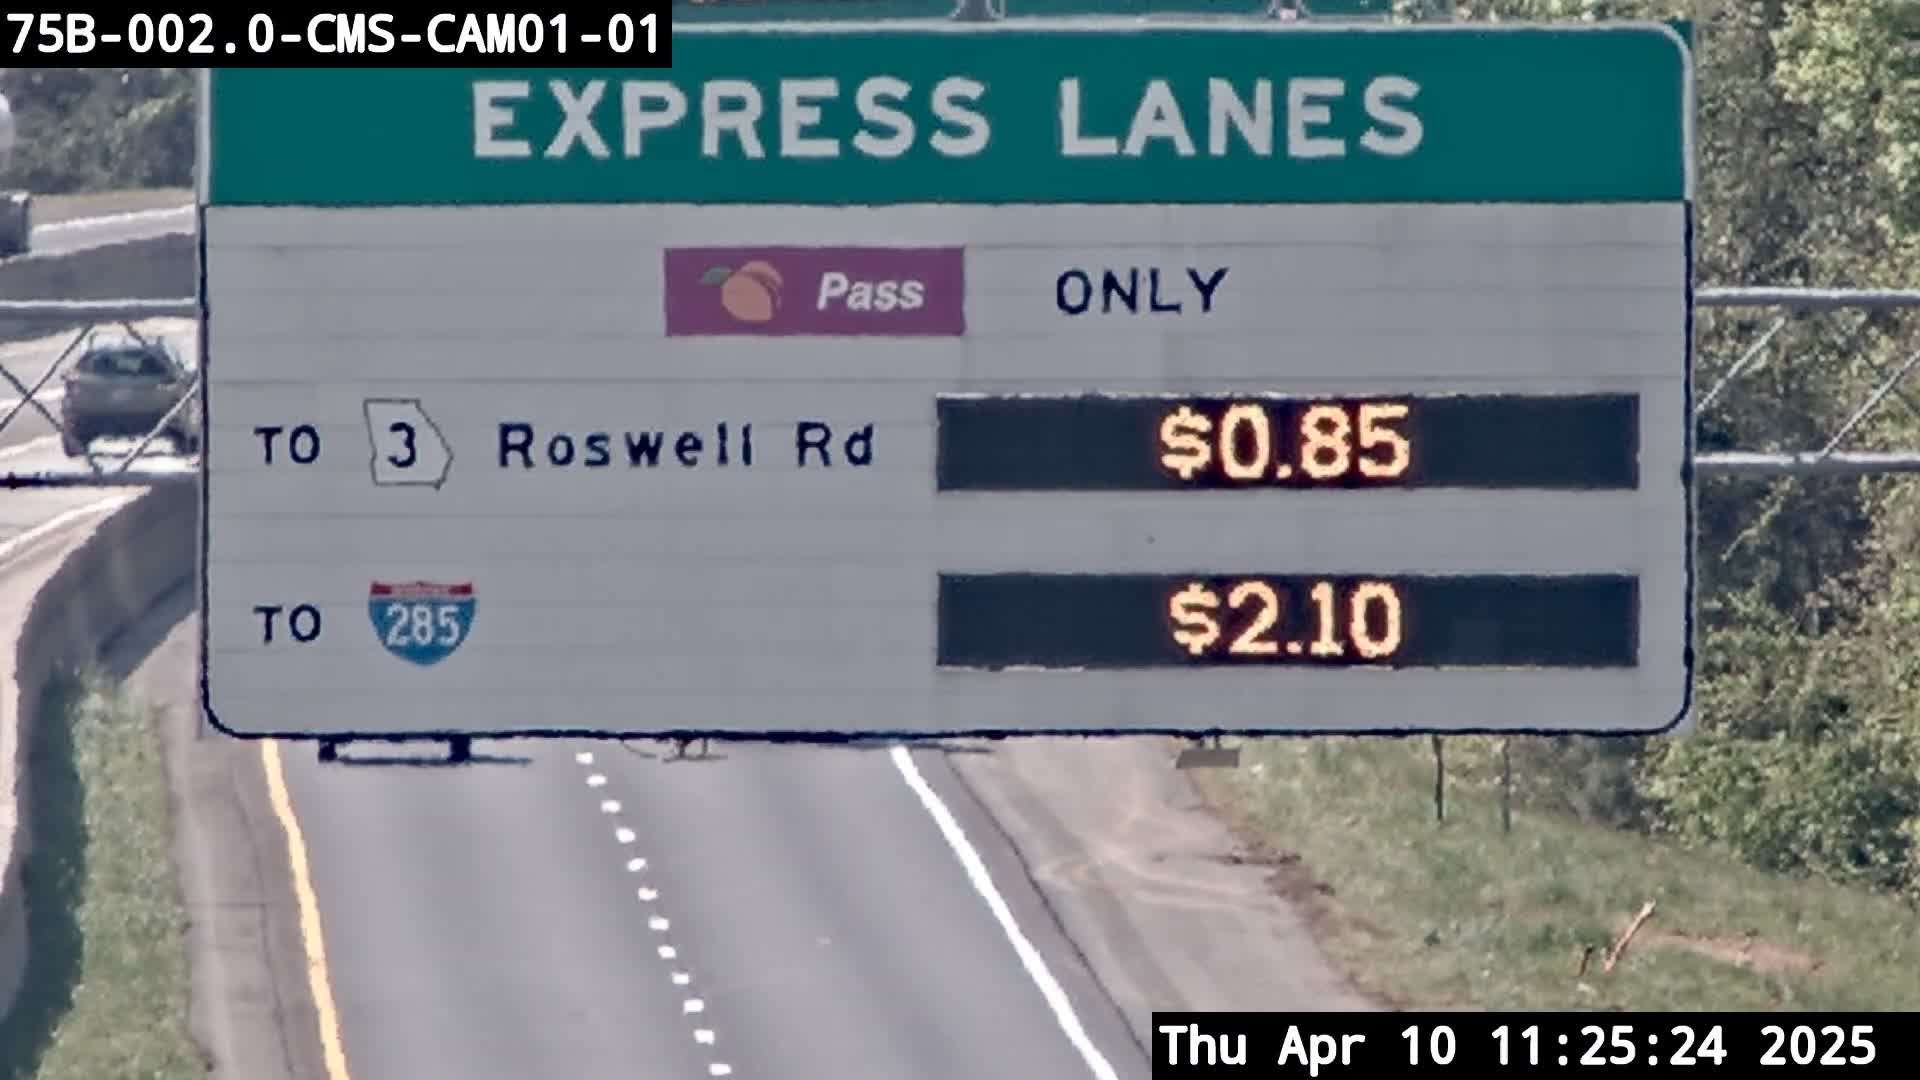 75B-002.0-CMS-CAM01-01
EXPRESS LANES
Pass ONLY
TO 3 Roswell Rd $0.85
TO 285 $2.10
Thu Apr 10 11:25:24 2025